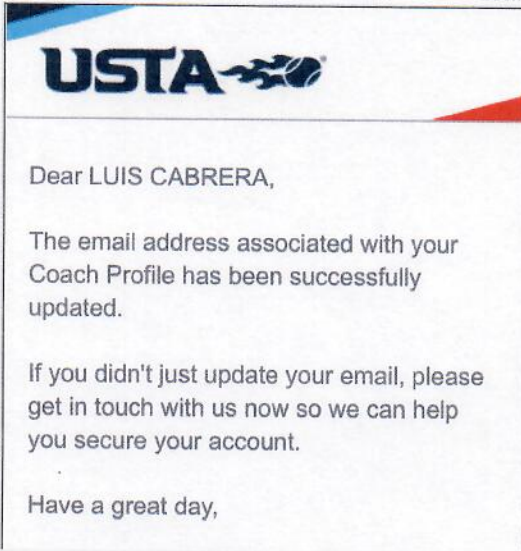 USTA
Dear LUIS CABRERA,
The email address associated with your
Coach Profile has been successfully
updated.
If you didn't just update your email, please
get in touch with us now so we can help
you secure your account.
Have a great day,